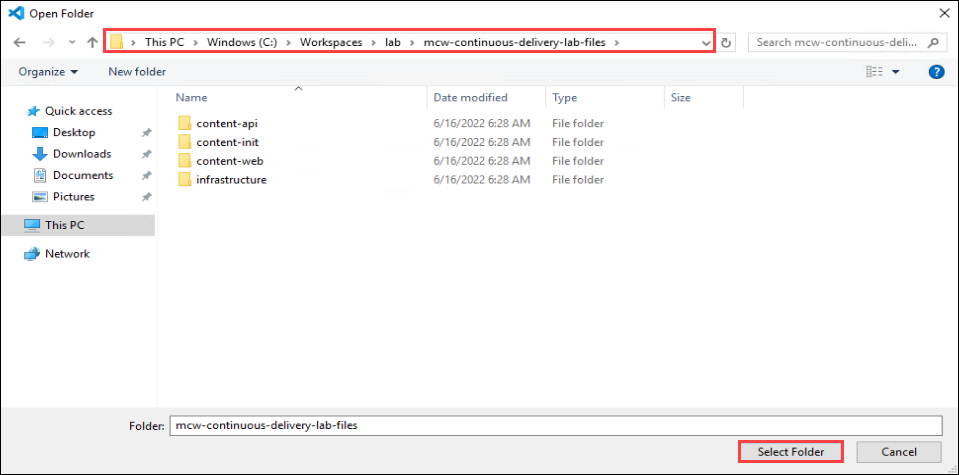 Open Folder
This PC > Windows (C:) > Workspaces > lab > mcw-continuous-delivery-lab-files >
Search mcw-continuous-deli...
Organize New folder ?
Name Date modified Type Size
Quick access
Desktop
Downloads
Documents
Pictures
This PC
Network
content-api 6/16/2022 6:28 AM File folder
content-init 6/16/2022 6:28 AM File folder
content-web 6/16/2022 6:28 AM File folder
infrastructure 6/16/2022 6:28 AM File folder
Folder: mcw-continuous-delivery-lab-files
Select Folder Cancel